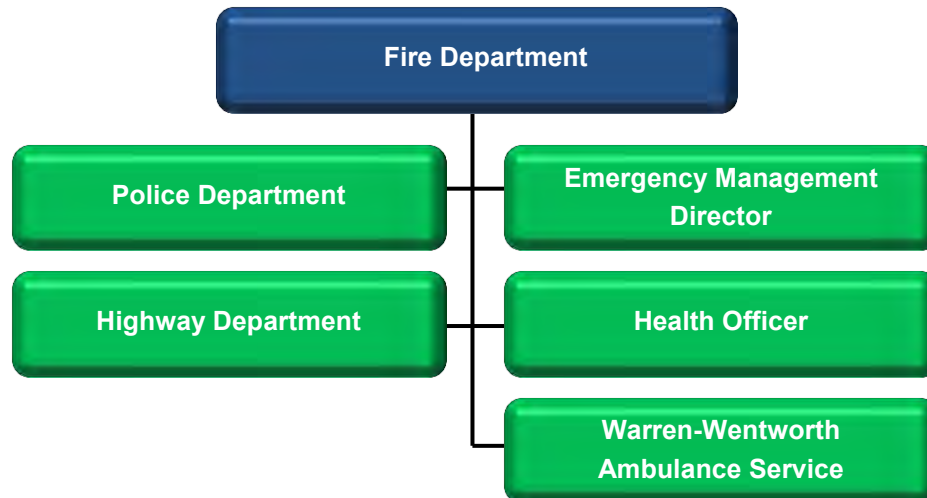 Fire Department
Police Department
Emergency Management
Director
Highway Department
Health Officer
Warren-Wentworth
Ambulance Service